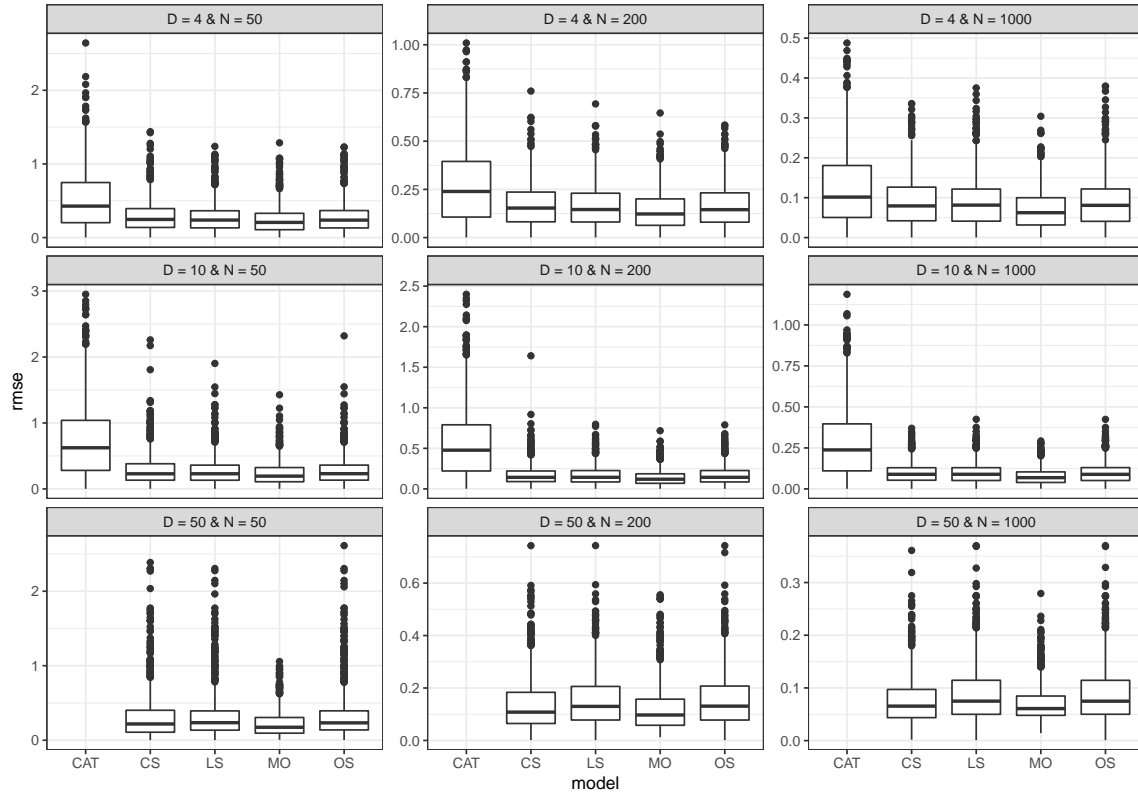 D = 4 & N = 50
D = 4 & N = 200
D = 4 & N = 1000
2
1
0
1.00
0.75
0.50
0.25
0.00
0.5
0.4
0.3
0.2
0.1
0.0
D = 10 & N = 50
D = 10 & N = 200
D = 10 & N = 1000
3
2
1
0
2.5
2.0
1.5
1.0
0.5
0.0
1.00
0.75
0.50
0.25
0.00
D = 50 & N = 50
D = 50 & N = 200
D = 50 & N = 1000
2
1
0
0.6
0.4
0.2
0.0
0.3
0.2
0.1
0.0
CAT CS LS MO OS
CAT CS LS MO OS
CAT CS LS MO OS
model
rmse